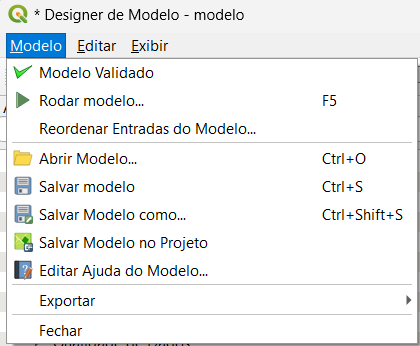 * Designer de Modelo - modelo
Modelo Editar Exibir
Modelo Validado
Rodar modelo... F5
Reordenar Entradas do Modelo...
Abrir Modelo... Ctrl+O
Salvar modelo Ctrl+S
Salvar Modelo como... Ctrl+Shift+S
Salvar Modelo no Projeto
Editar Ajuda do Modelo...
Exportar
Fechar